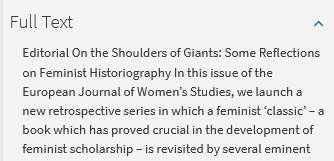 Full Text
Editorial On the Shoulders of Giants: Some Reflections
on Feminist Historiography In this issue of the
European Journal of Women's Studies, we launch a
new retrospective series in which a feminist ‘classic’ – a
book which has proved crucial in the development of
feminist scholarship – is revisited by several eminent